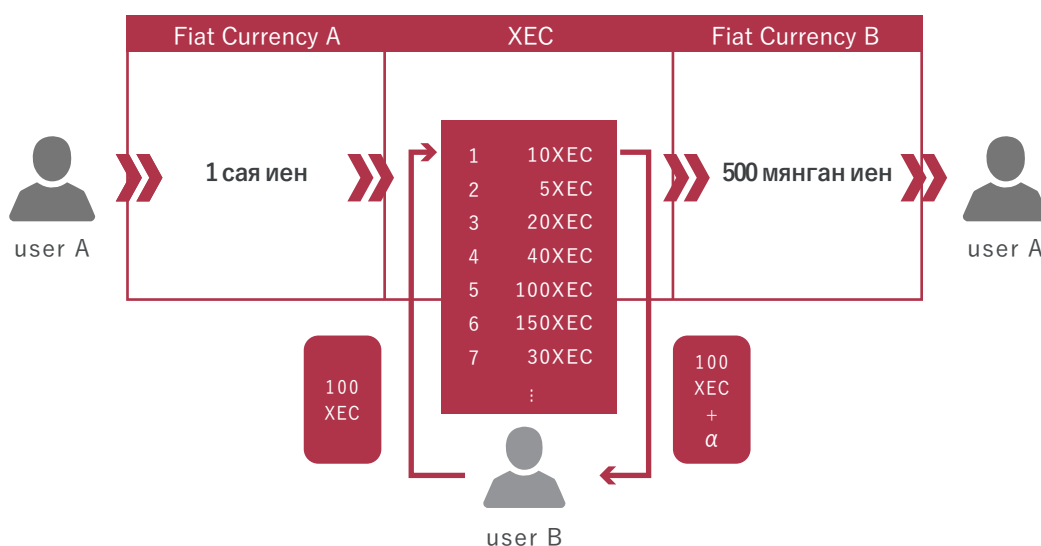 Fiat Currency A XEC Fiat Currency B
1 сая иен
500 мянган иен
user A
user A
1 10XEC
2 5XEC
3 20XEC
4 40XEC
5 100XEC
6 150XEC
7 30XEC
⋮
100
XEC
100
XEC
+
α
user B